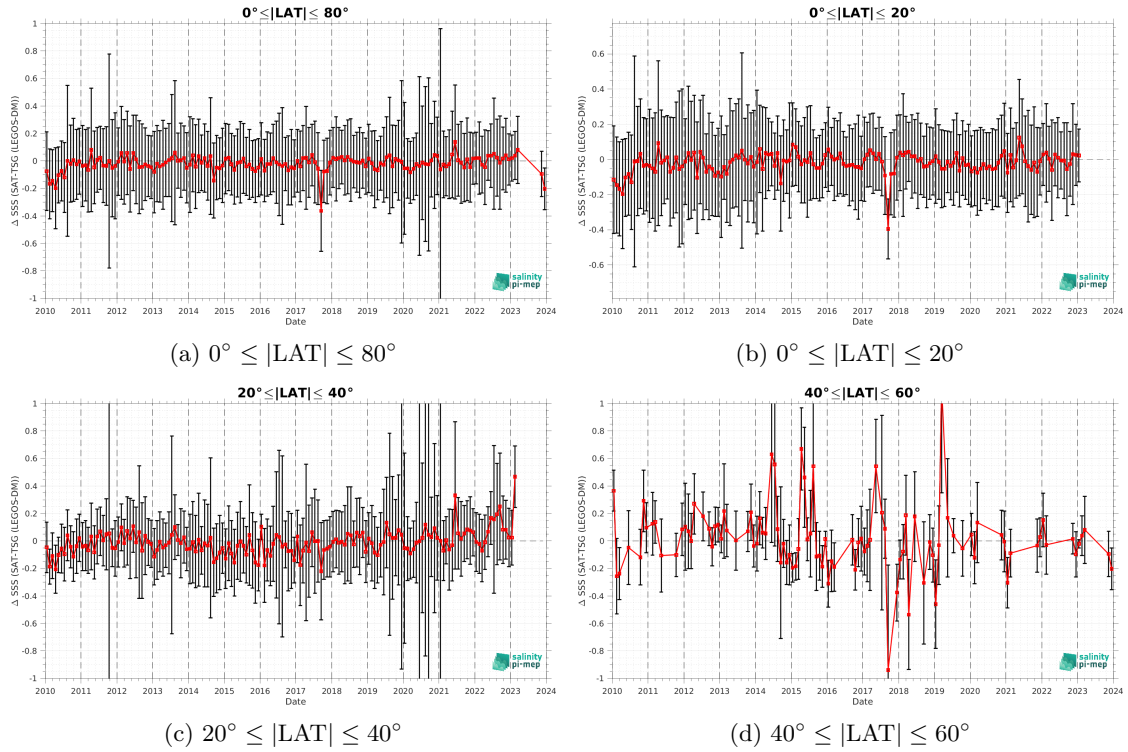 0°≤|LAT|≤ 80°
Δ SSS (SAT-TSG (LEGOS-DM))
1
0.8
0.6
0.4
0.2
0
-0.2
-0.4
-0.6
-0.8
-1
2010 2011 2012 2013 2014 2015 2016 2017 2018 2019 2020 2021 2022 2023 2024
Date
salinity
pi-mep
(a) 0° ≤ |LAT| ≤ 80°
0°≤|LAT|≤ 20°
Δ SSS (SAT-TSG (LEGOS-DM))
0.6
0.4
0.2
0
-0.2
-0.4
-0.6
2010 2011 2012 2013 2014 2015 2016 2017 2018 2019 2020 2021 2022 2023 2024
Date
salinity
pi-mep
(b) 0° ≤ |LAT| ≤ 20°
20°≤|LAT|≤ 40°
Δ SSS (SAT-TSG (LEGOS-DM))
1
0.8
0.6
0.4
0.2
0
-0.2
-0.4
-0.6
-0.8
-1
2010 2011 2012 2013 2014 2015 2016 2017 2018 2019 2020 2021 2022 2023 2024
Date
salinity
pi-mep
(c) 20° ≤ |LAT| ≤ 40°
40°≤|LAT|≤ 60°
Δ SSS (SAT-TSG (LEGOS-DM))
1
0.8
0.6
0.4
0.2
0
-0.2
-0.4
-0.6
-0.8
-1
2010 2011 2012 2013 2014 2015 2016 2017 2018 2019 2020 2021 2022 2023 2024
Date
salinity
pi-mep
(d) 40° ≤ |LAT| ≤ 60°